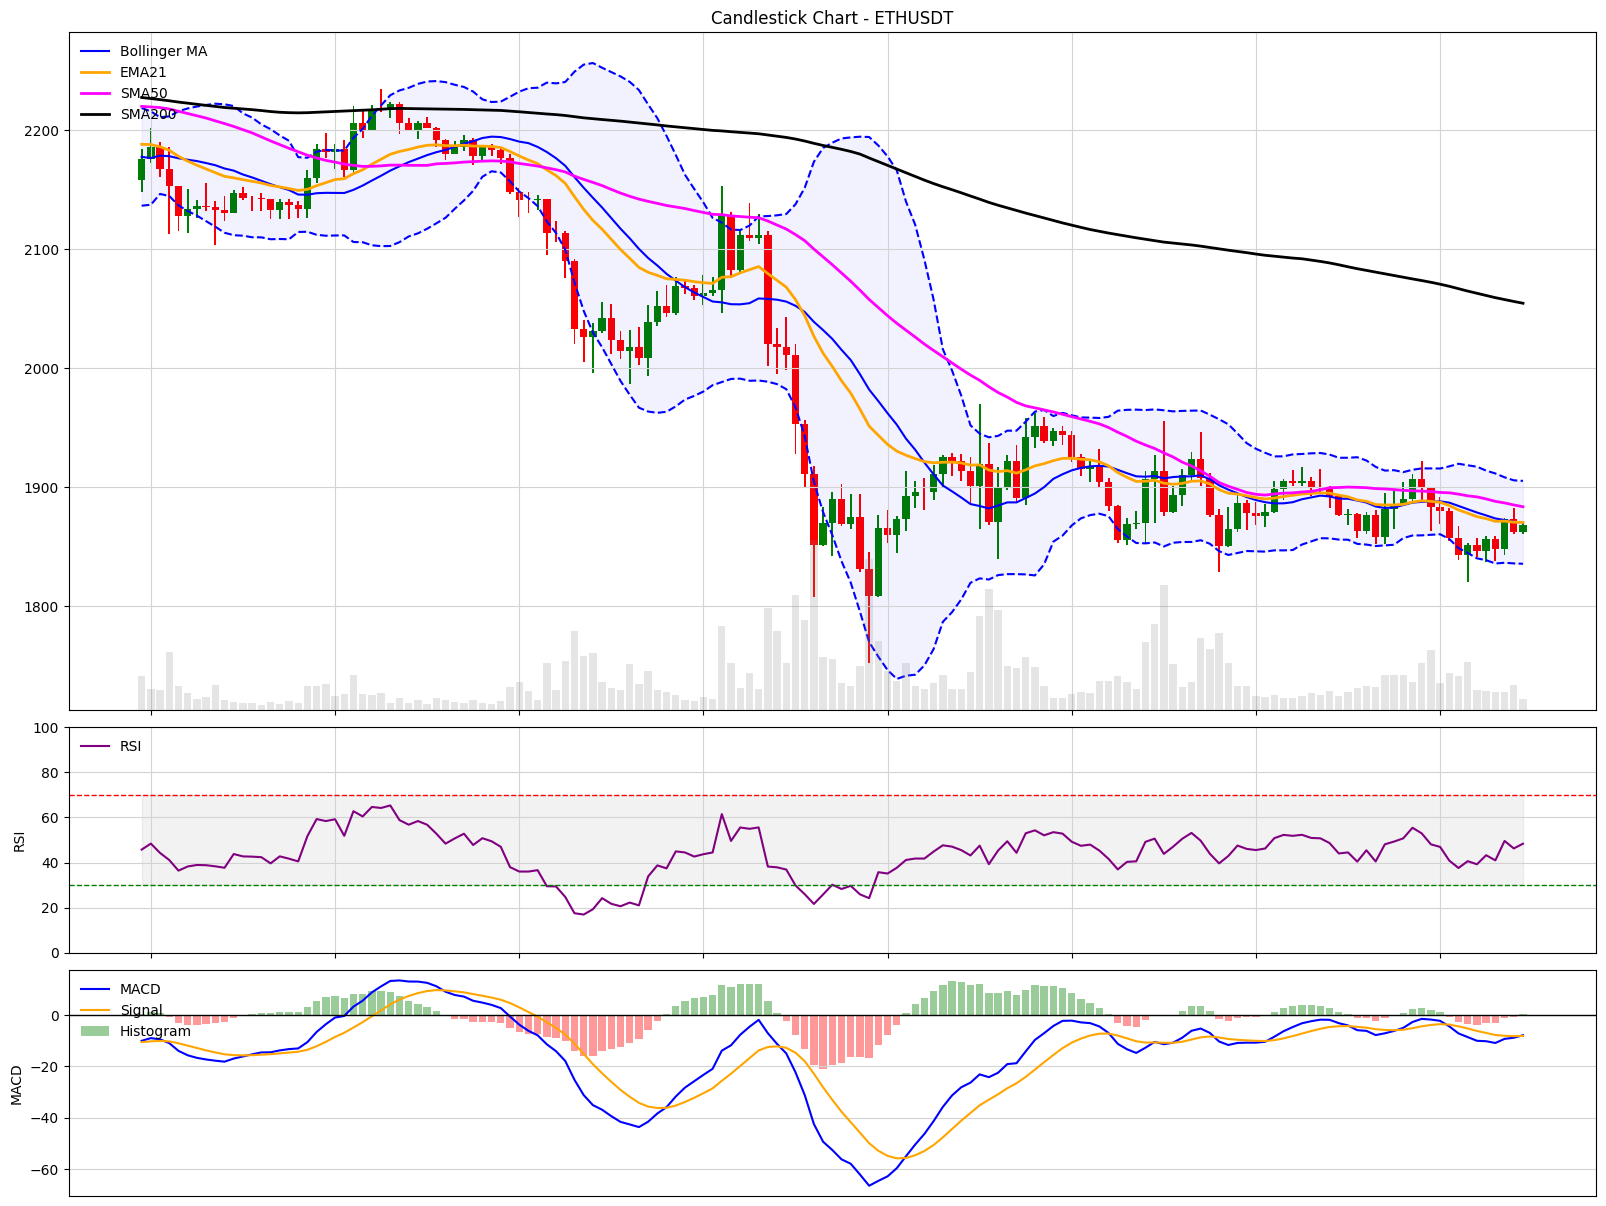 Candlestick Chart - ETHUSDT
Bollinger MA
EMA21
SMA50
SMA200
2200
2100
2000
1900
1800
RSI
100
80
60
40
20
0
RSI
MACD
Signal
Histogram
0
−20
−40
−60
MACD